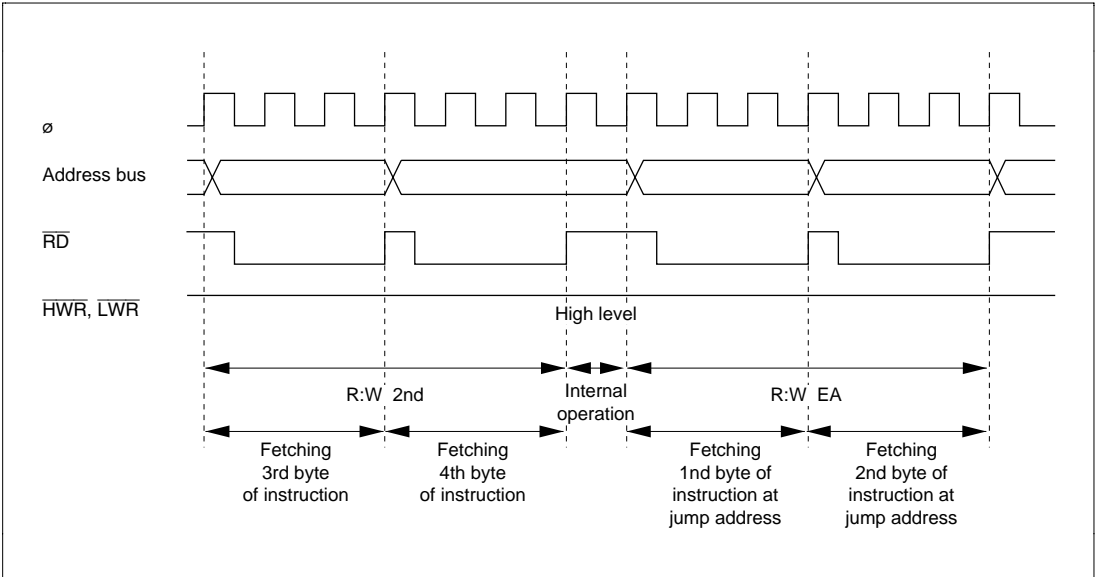 ø
Address bus
RD
HWR, LWR
High level
R:W 2nd
Internal
operation
R:W EA
Fetching
3rd byte
of instruction
Fetching
4th byte
of instruction
Fetching
1nd byte of
instruction at
jump address
Fetching
2nd byte of
instruction at
jump address